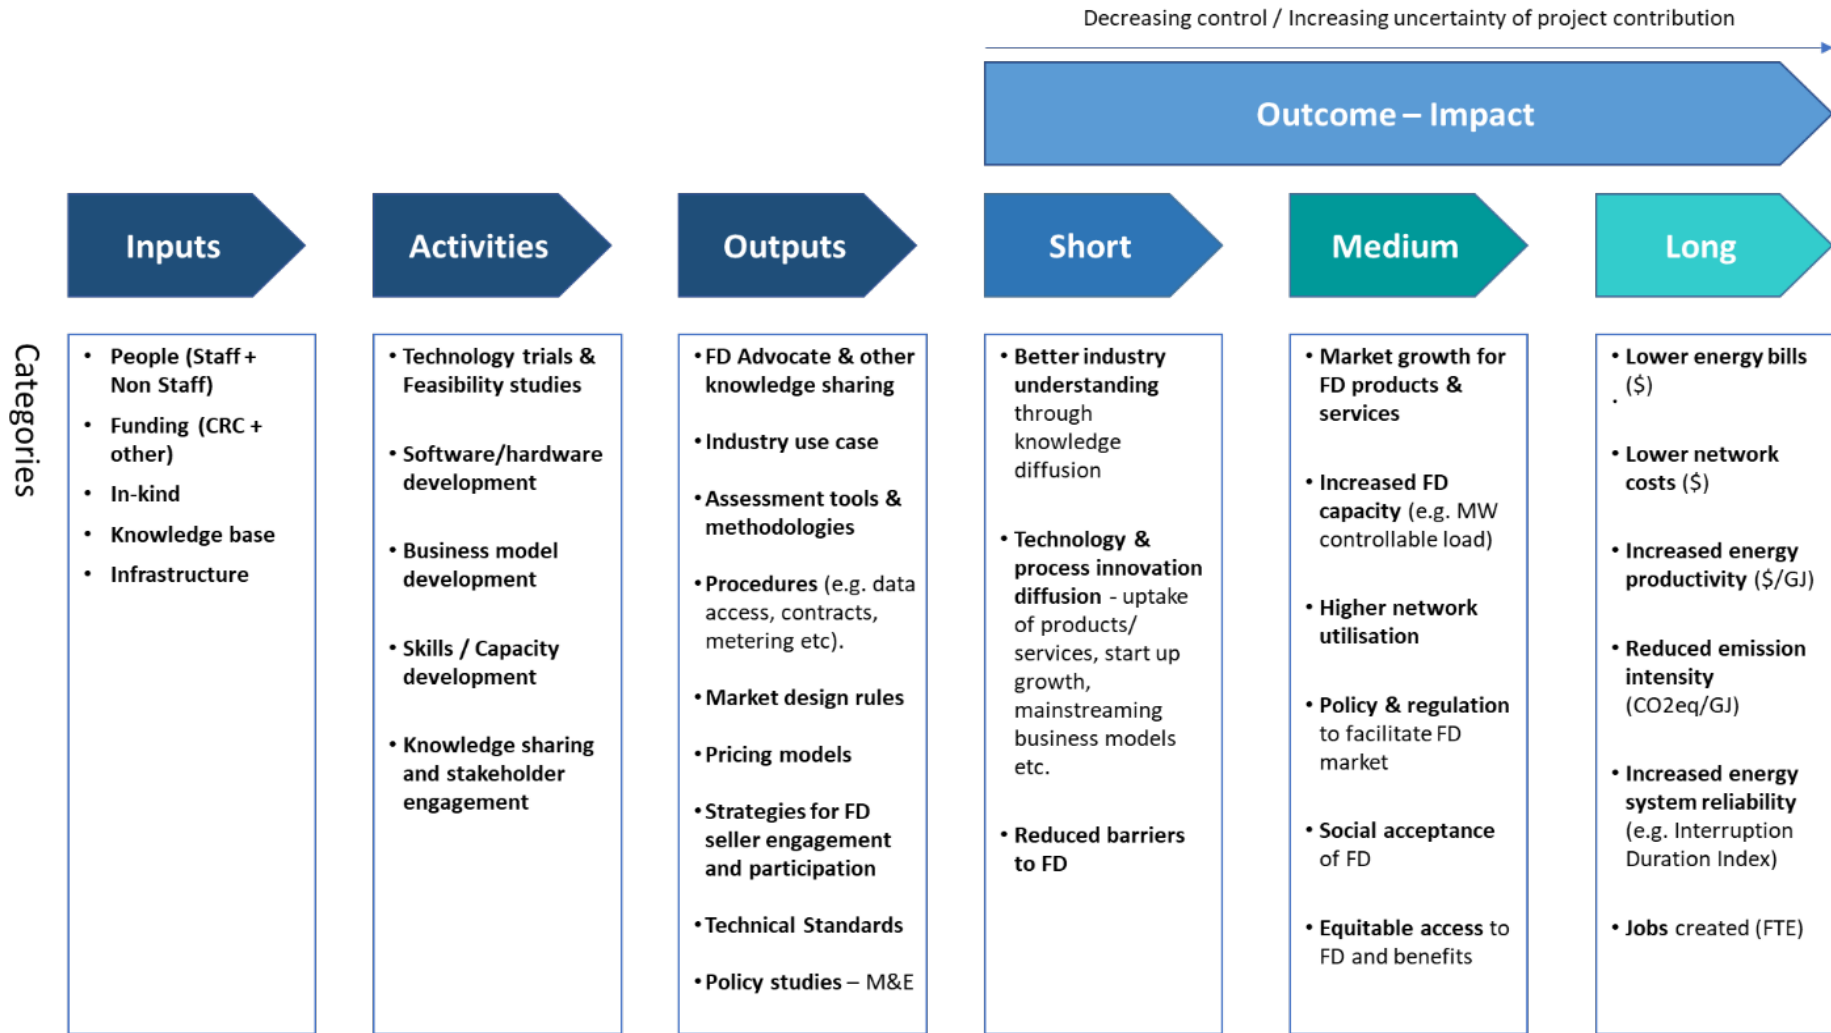 Decreasing control / Increasing uncertainty of project contribution
Outcome – Impact
Inputs
Activities
Outputs
Short
Medium
Long
Categories
• People (Staff +
Non Staff)
• Funding (CRC +
other)
• In-kind
• Knowledge base
• Infrastructure
• Technology trials &
Feasibility studies
• Software/hardware
development
• Business model
development
• Skills / Capacity
development
• Knowledge sharing
and stakeholder
engagement
• FD Advocate & other
knowledge sharing
• Industry use case
• Assessment tools &
methodologies
• Procedures (e.g. data
access, contracts,
metering etc).
• Market design rules
• Pricing models
• Strategies for FD
seller engagement
and participation
• Technical Standards
• Policy studies – M&E
• Better industry
understanding
through
knowledge
diffusion
• Technology &
process innovation
diffusion - uptake
of products/
services, start up
growth,
mainstreaming
business models
etc.
• Reduced barriers
to FD
• Market growth for
FD products &
services
• Increased FD
capacity (e.g. MW
controllable load)
• Higher network
utilisation
• Policy & regulation
to facilitate FD
market
• Social acceptance
of FD
• Equitable access to
FD and benefits
• Lower energy bills
($)
•
• Lower network
costs ($)
• Increased energy
productivity ($/GJ)
• Reduced emission
intensity
(CO2eq/GJ)
• Increased energy
system reliability
(e.g. Interruption
Duration Index)
• Jobs created (FTE)